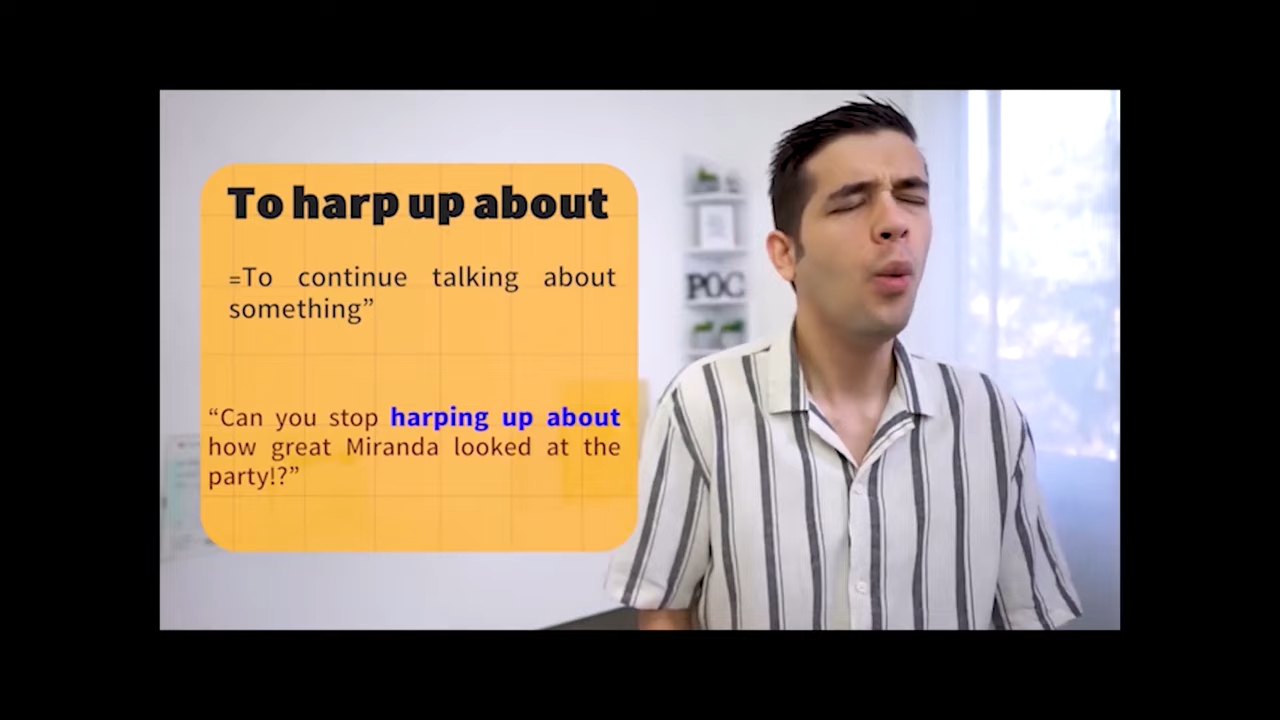 To harp up about
=To continue talking about
something”
POC
“Can you stop harping up about
how great Miranda looked at the
party!?”